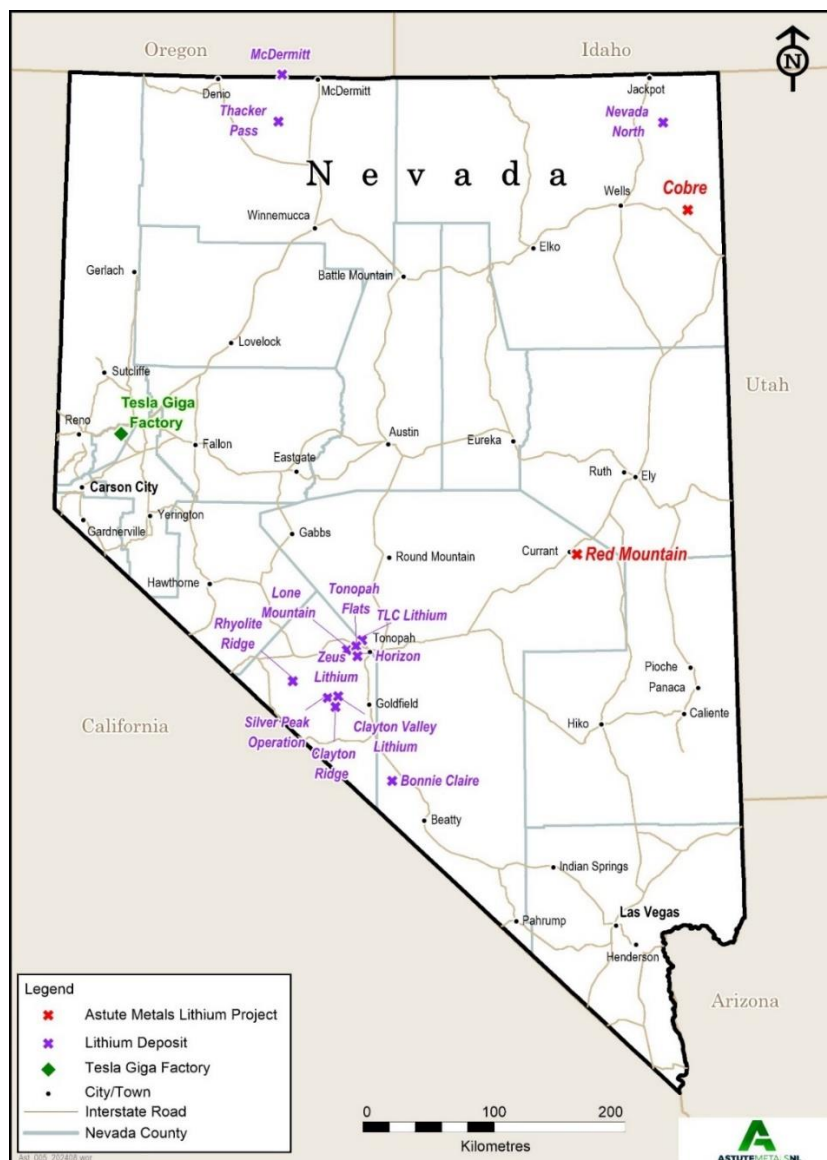 Oregon
McDermitt
Idaho
N
Denio
McDermitt
Jackpot
Thacker
Pass
Nevada
North
Nevada
Cobre
Wells
Winnemucca
Elko
Gerlach
Battle Mountain
Lovelock
Sutcliffe
Utah
Tesla Giga
Factory
Reno
Fallon
Austin
Eureka
Eastgate
Ruth
Ely
Carson City
Gardnerville
Yerington
Gabbs
Round Mountain
Currant
Red Mountain
Hawthorne
Lone
Mountain
Tonopah
Flats
TLC Lithium
Rhyolite
Ridge
Tonopah
Zeus
Lithium
Horizon
Pioche
Panaca
Caliente
Goldfield
Hiko
California
Silver Peak
Operation
Clayton
Ridge
Clayton Valley
Lithium
Bonnie Claire
Beatty
Indian Springs
Pahrump
Las Vegas
Henderson
Arizona
Legend
Astute Metals Lithium Project
Lithium Deposit
Tesla Giga Factory
City/Town
Interstate Road
Nevada County
0 100 200
Kilometres
Ast_005_202408.wor
ASTUTEMETALSNL